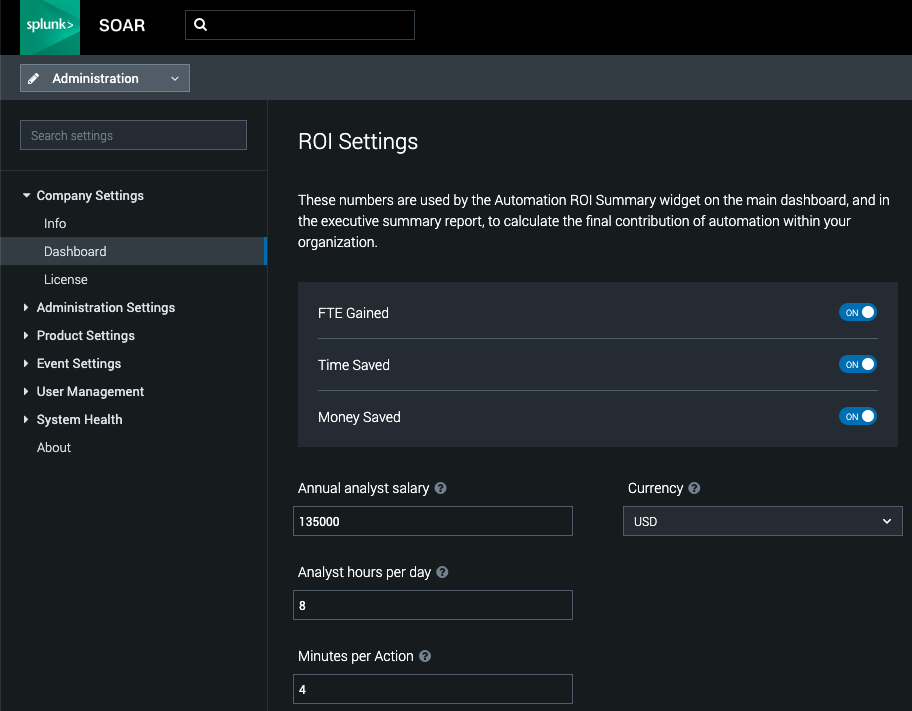 splunk>
SOAR
Administration
Search settings
Company Settings
Info
Dashboard
License
Administration Settings
Product Settings
Event Settings
User Management
System Health
About
ROI Settings
These numbers are used by the Automation ROI Summary widget on the main dashboard, and in
the executive summary report, to calculate the final contribution of automation within your
organization.
FTE Gained
ON
Time Saved
ON
Money Saved
ON
Annual analyst salary ?
135000
Currency ?
USD
Analyst hours per day ?
8
Minutes per Action ?
4